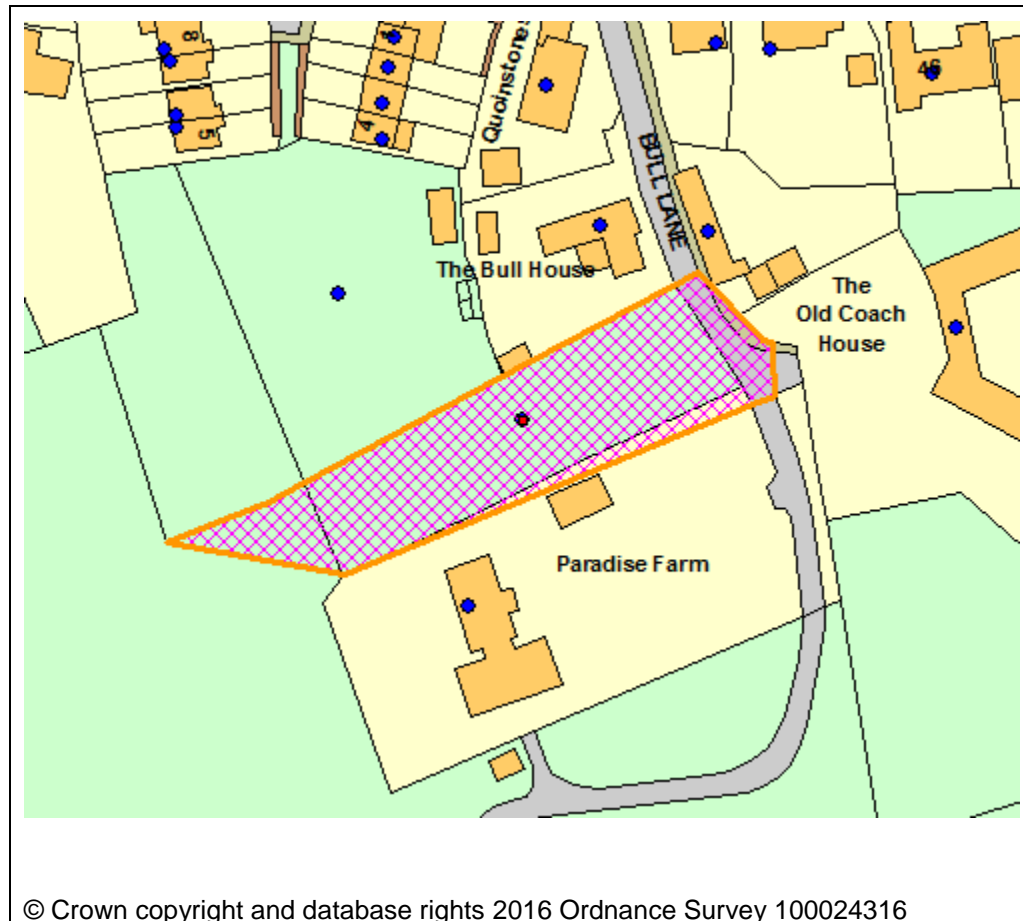 8
5
4
Quoinstones
46
BULL LANE
The Bull House
The
Old Coach
House
Paradise Farm
© Crown copyright and database rights 2016 Ordnance Survey 100024316